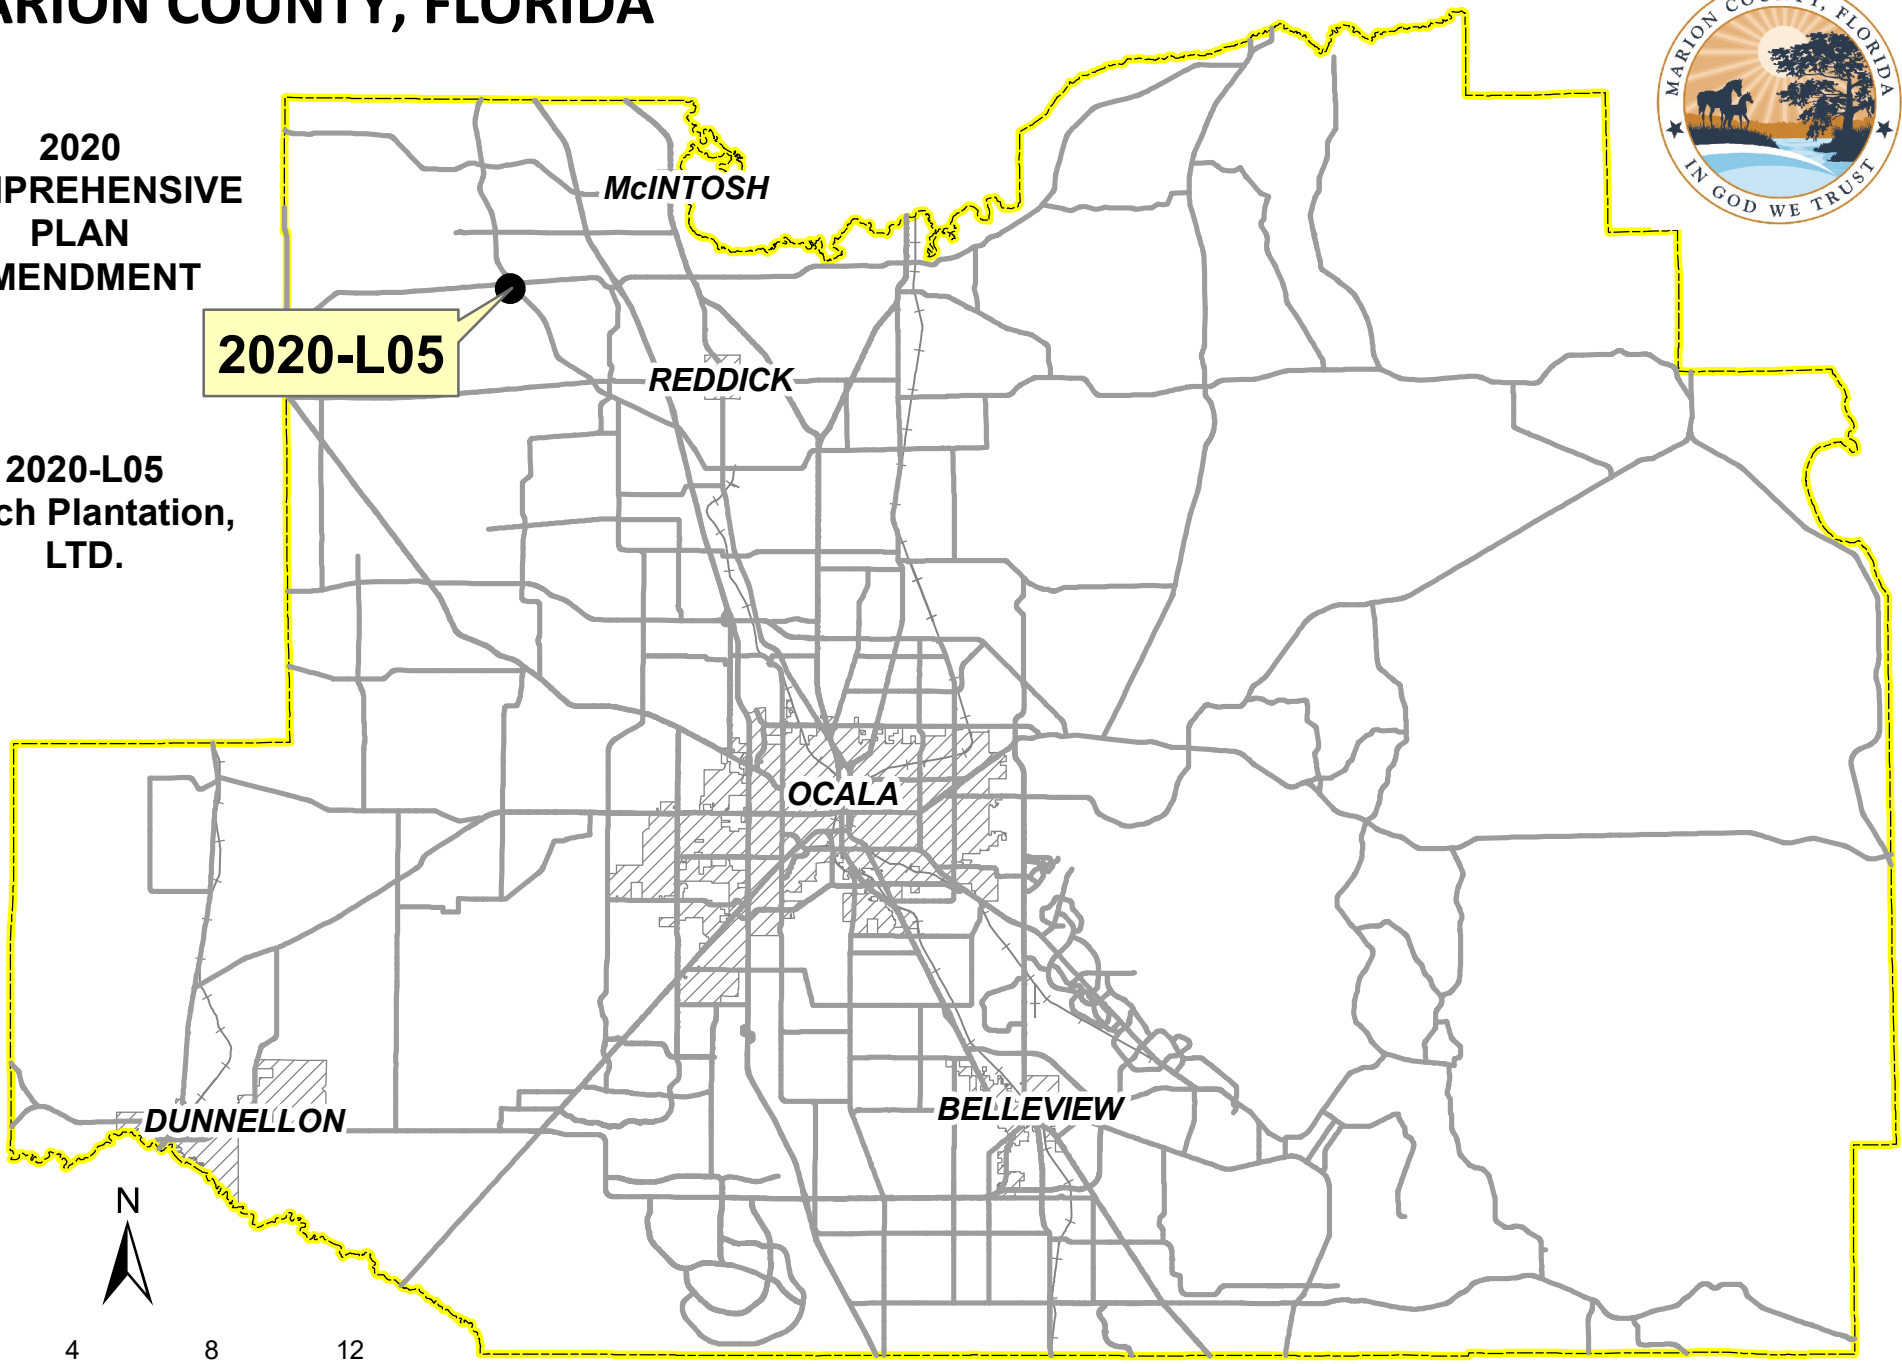 ARION COUNTY, FLORIDA
MARION COUNTY, FLORIDA
IN GOD WE TRUST
2020
MPREHENSIVE
PLAN
MENDMENT
McINTOSH
2020-L05
REDDICK
2020-L05
ch Plantation,
LTD.
OCALA
DUNNELLON
BELLEVIEW
N
4 8 12